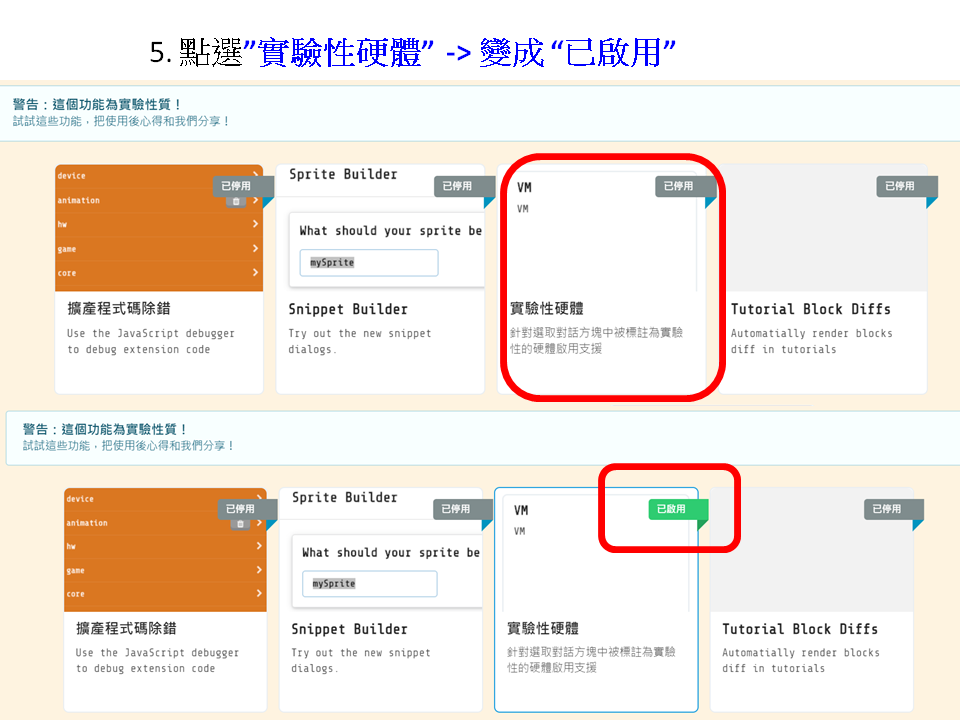 5. 點選”實驗性硬體” -> 變成 “已啟用”
警告：這個功能為實驗性質！
試試這些功能，把使用後心得和我們分享！
device
animation
hw
game
core
已停用
擴產程式碼除錯
Use the JavaScript debugger
to debug extension code
Sprite Builder
已停用
What should your sprite be
mySprite
Snippet Builder
Try out the new snippet
dialogs.
VM
VM
已停用
實驗性硬體
針對選取對話方塊中被標註為實驗
性的硬體啟用支援
已停用
Tutorial Block Diffs
Automatially render blocks
diff in tutorials
警告：這個功能為實驗性質！
試試這些功能，把使用後心得和我們分享！
device
animation
hw
game
core
已停用
擴產程式碼除錯
Use the JavaScript debugger
to debug extension code
Sprite Builder
已停用
What should your sprite be
mySprite
Snippet Builder
Try out the new snippet
dialogs.
VM
VM
已啟用
實驗性硬體
針對選取對話方塊中被標註為實驗
性的硬體啟用支援
已停用
Tutorial Block Diffs
Automatially render blocks
diff in tutorials